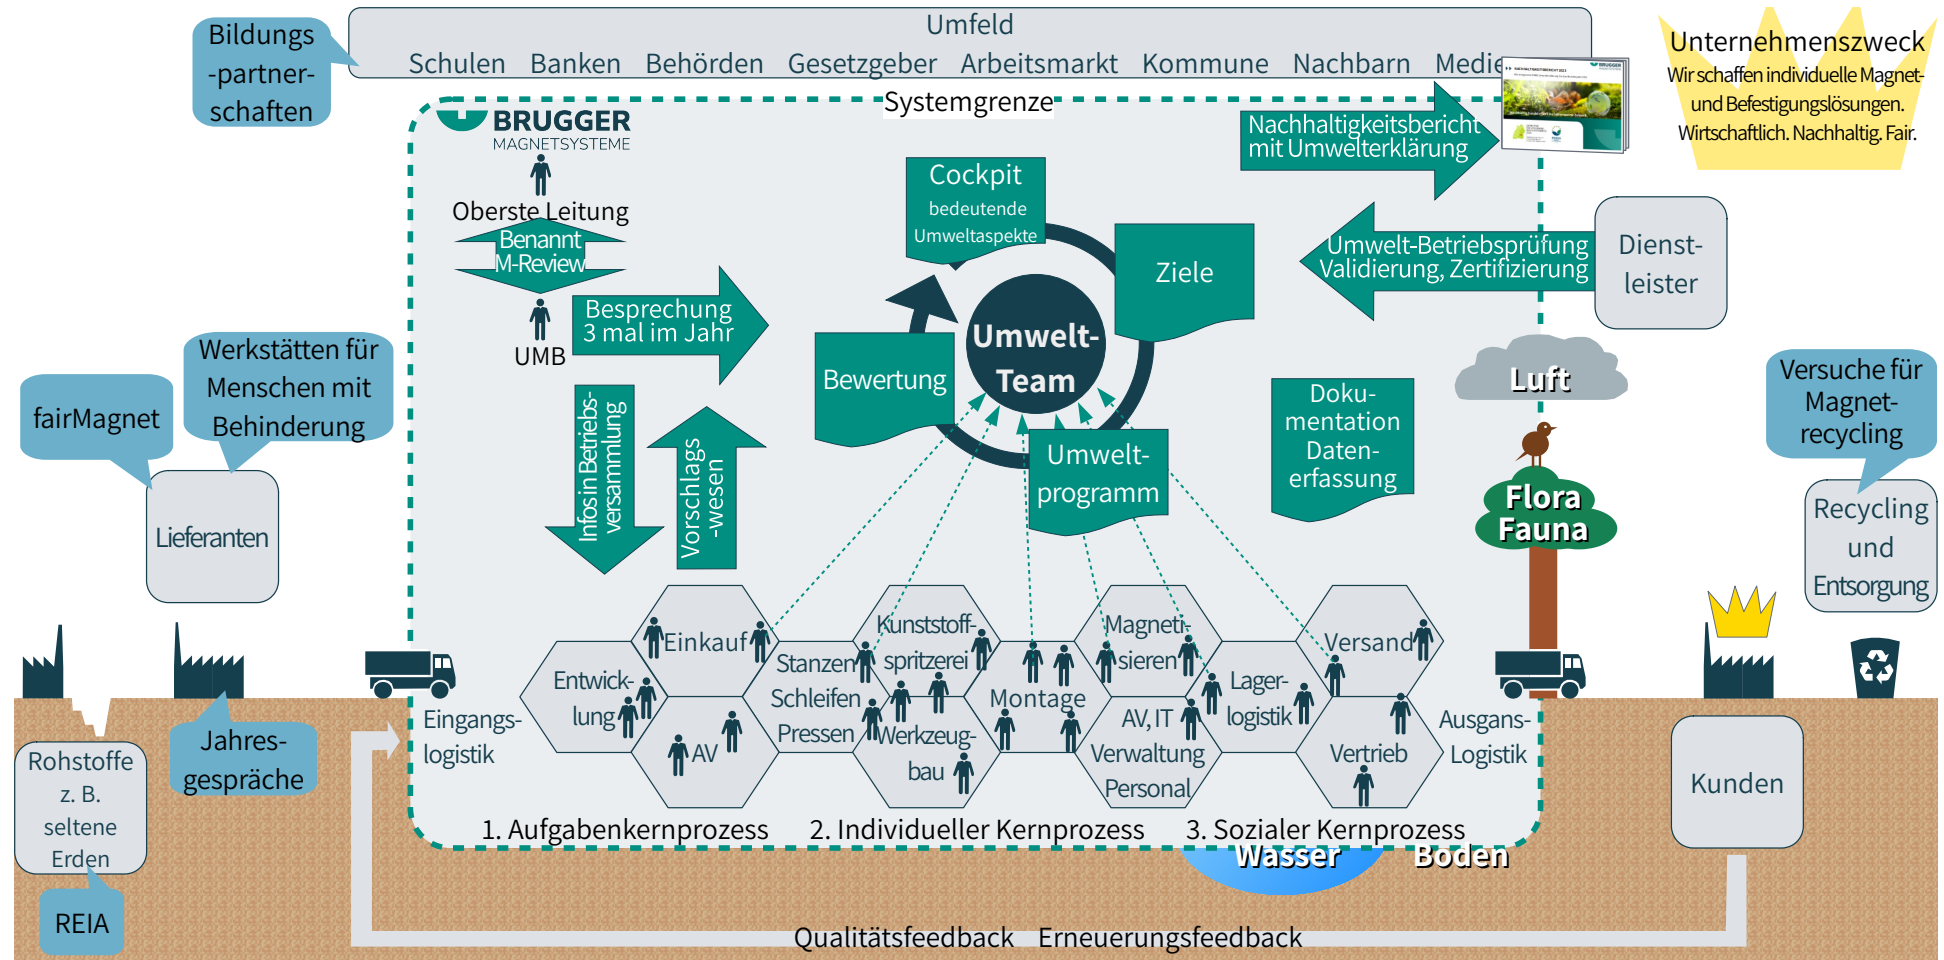 Umfeld
Schulen Banken Behörden Gesetzgeber Arbeitsmarkt Kommune Nachbarn Medie
Bildungs
-partner-
schaften
Unternehmenszweck
Wir schaffen individuelle Magnet-
und Befestigungslösungen.
Wirtschaftlich. Nachhaltig. Fair.
Systemgrenze
BRUGGER
MAGNETSYSTEME
Oberste Leitung
Benannt
M-Review
UMB
Besprechung
3 mal im Jahr
Cockpit
bedeutende
Umweltaspekte
Ziele
Umwelt-
Team
Bewertung
Umwelt-
programm
Nachhaltigkeitsbericht
mit Umwelterklärung
BRUGGER
Umwelt-Betriebsprüfung
Validierung, Zertifizierung
Dienst-
leister
Doku-
mentation
Daten-
erfassung
Infos in Betriebs-
versammlung
Vorschlags
-wesen
Luft
Flora
Fauna
Versuche für
Magnet-
recycling
Recycling
und
Entsorgung
Werkstätten für
Menschen mit
Behinderung
fairMagnet
Lieferanten
Jahres-
gespräche
Rohstoffe
z. B.
seltene
Erden
REIA
Eingangs-
logistik
Entwick-
lung
Einkauf
AV
Stanzen
Schleifen
Pressen
Kunststoff-
spritzerei
Werkzeug-
bau
Montage
Magneti-
sieren
AV, IT
Verwaltung
Personal
Lager-
logistik
Versand
Vertrieb
Ausgans-
Logistik
Kunden
1. Aufgabenkernprozess 2. Individueller Kernprozess 3. Sozialer Kernprozess
Wasser Boden
Qualitätsfeedback Erneuerungsfeedback